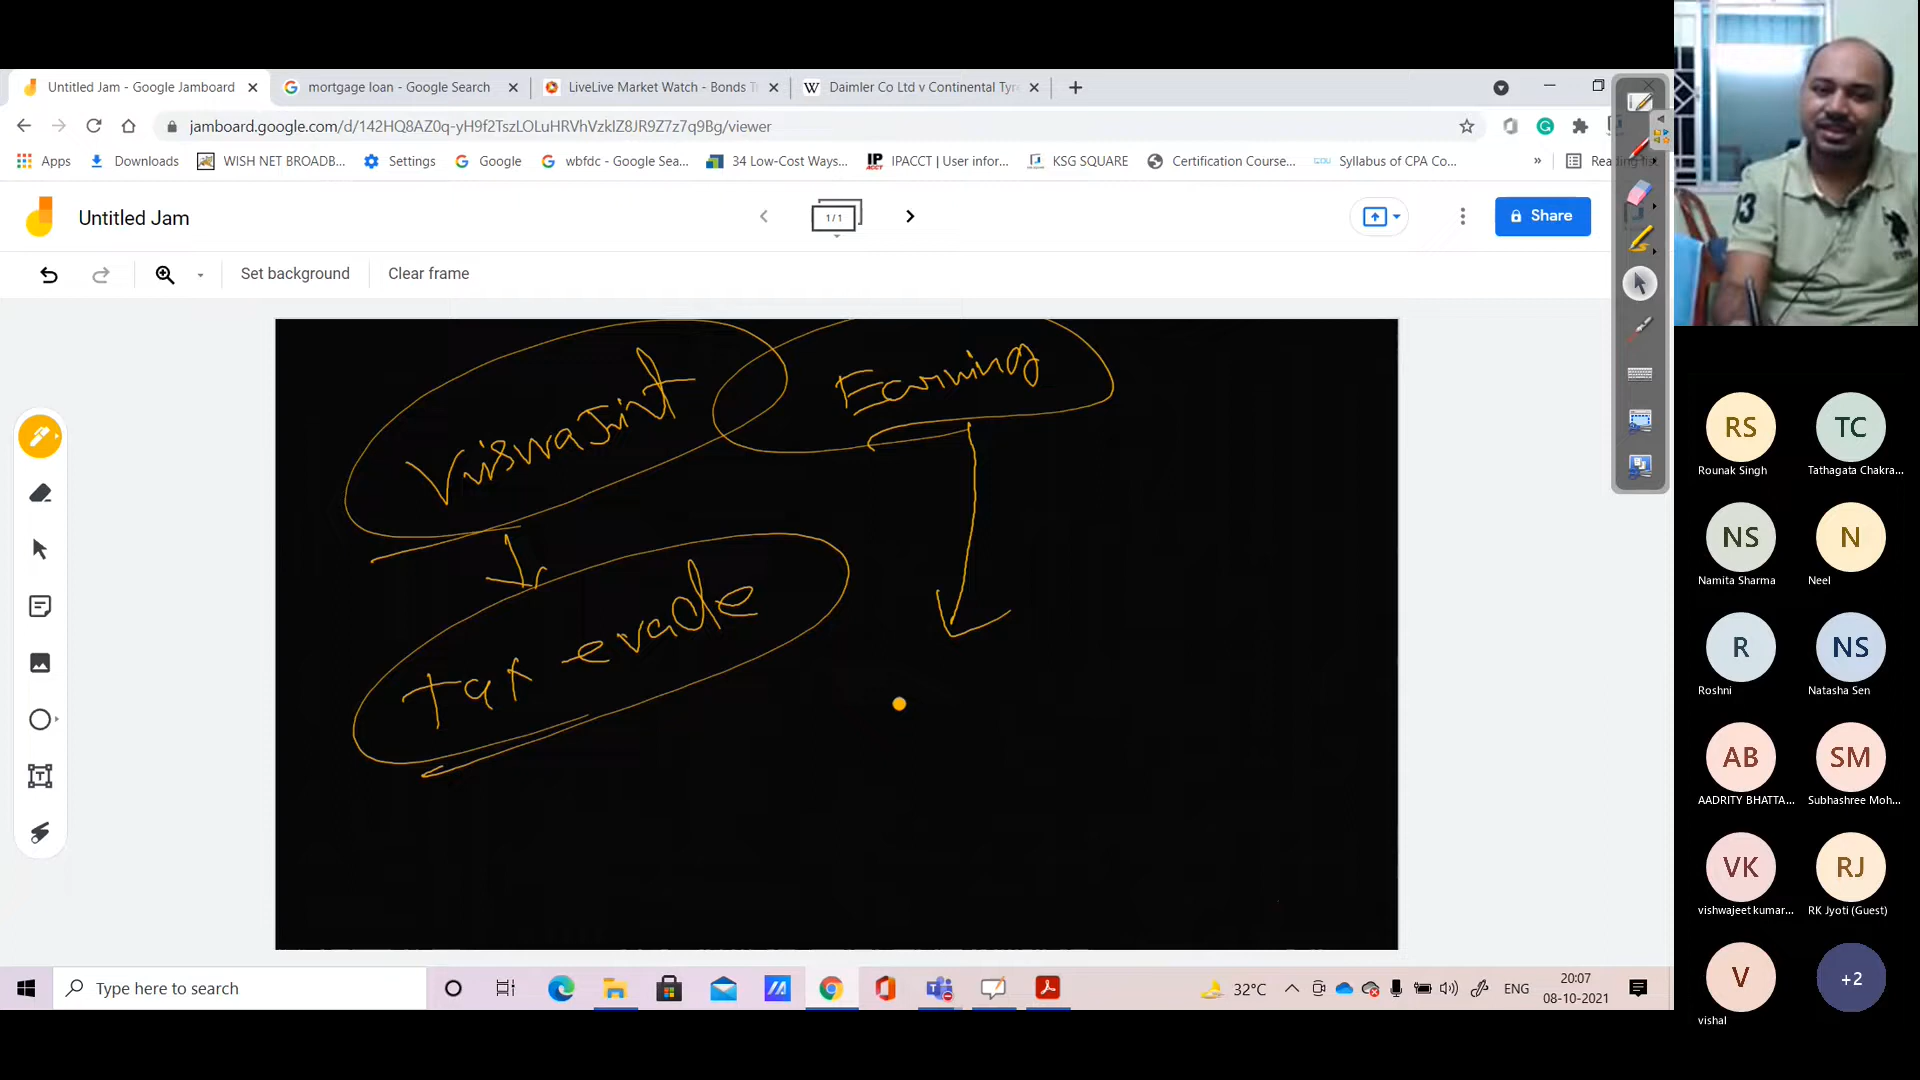 Untitled Jam - Google Jamboard
mortgage loan - Google Search
LiveLive Market Watch - Bonds T
Daimler Co Ltd v Continental Tyr
jamboard.google.com/d/142HQ8AZ0q-yH9f2TszLOLuHRVhVzkIZ8JR9Z7z7q9Bg/viewer
Apps
Downloads
WISH NET BROADB...
Settings
Google
wbfdc - Google Sea...
34 Low-Cost Ways...
IP IPACCT | User infor...
KSG SQUARE
Certification Course...
Syllabus of CPA Co...
»
Reading list
Untitled Jam
1/1
Share
Set background
Clear frame
Earning
ViswaJint
Tax evade
RS
Rounak Singh
TC
Tathagata Chakra...
NS
Namita Sharma
N
Neel
R
Roshni
NS
Natasha Sen
AB
AADRITY BHATTA...
SM
Subhashree Moh...
VK
vishwajeet kumar...
RJ
RK Jyoti (Guest)
V
vishal
+2
Type here to search
32°C
ENG
20:07
08-10-2021